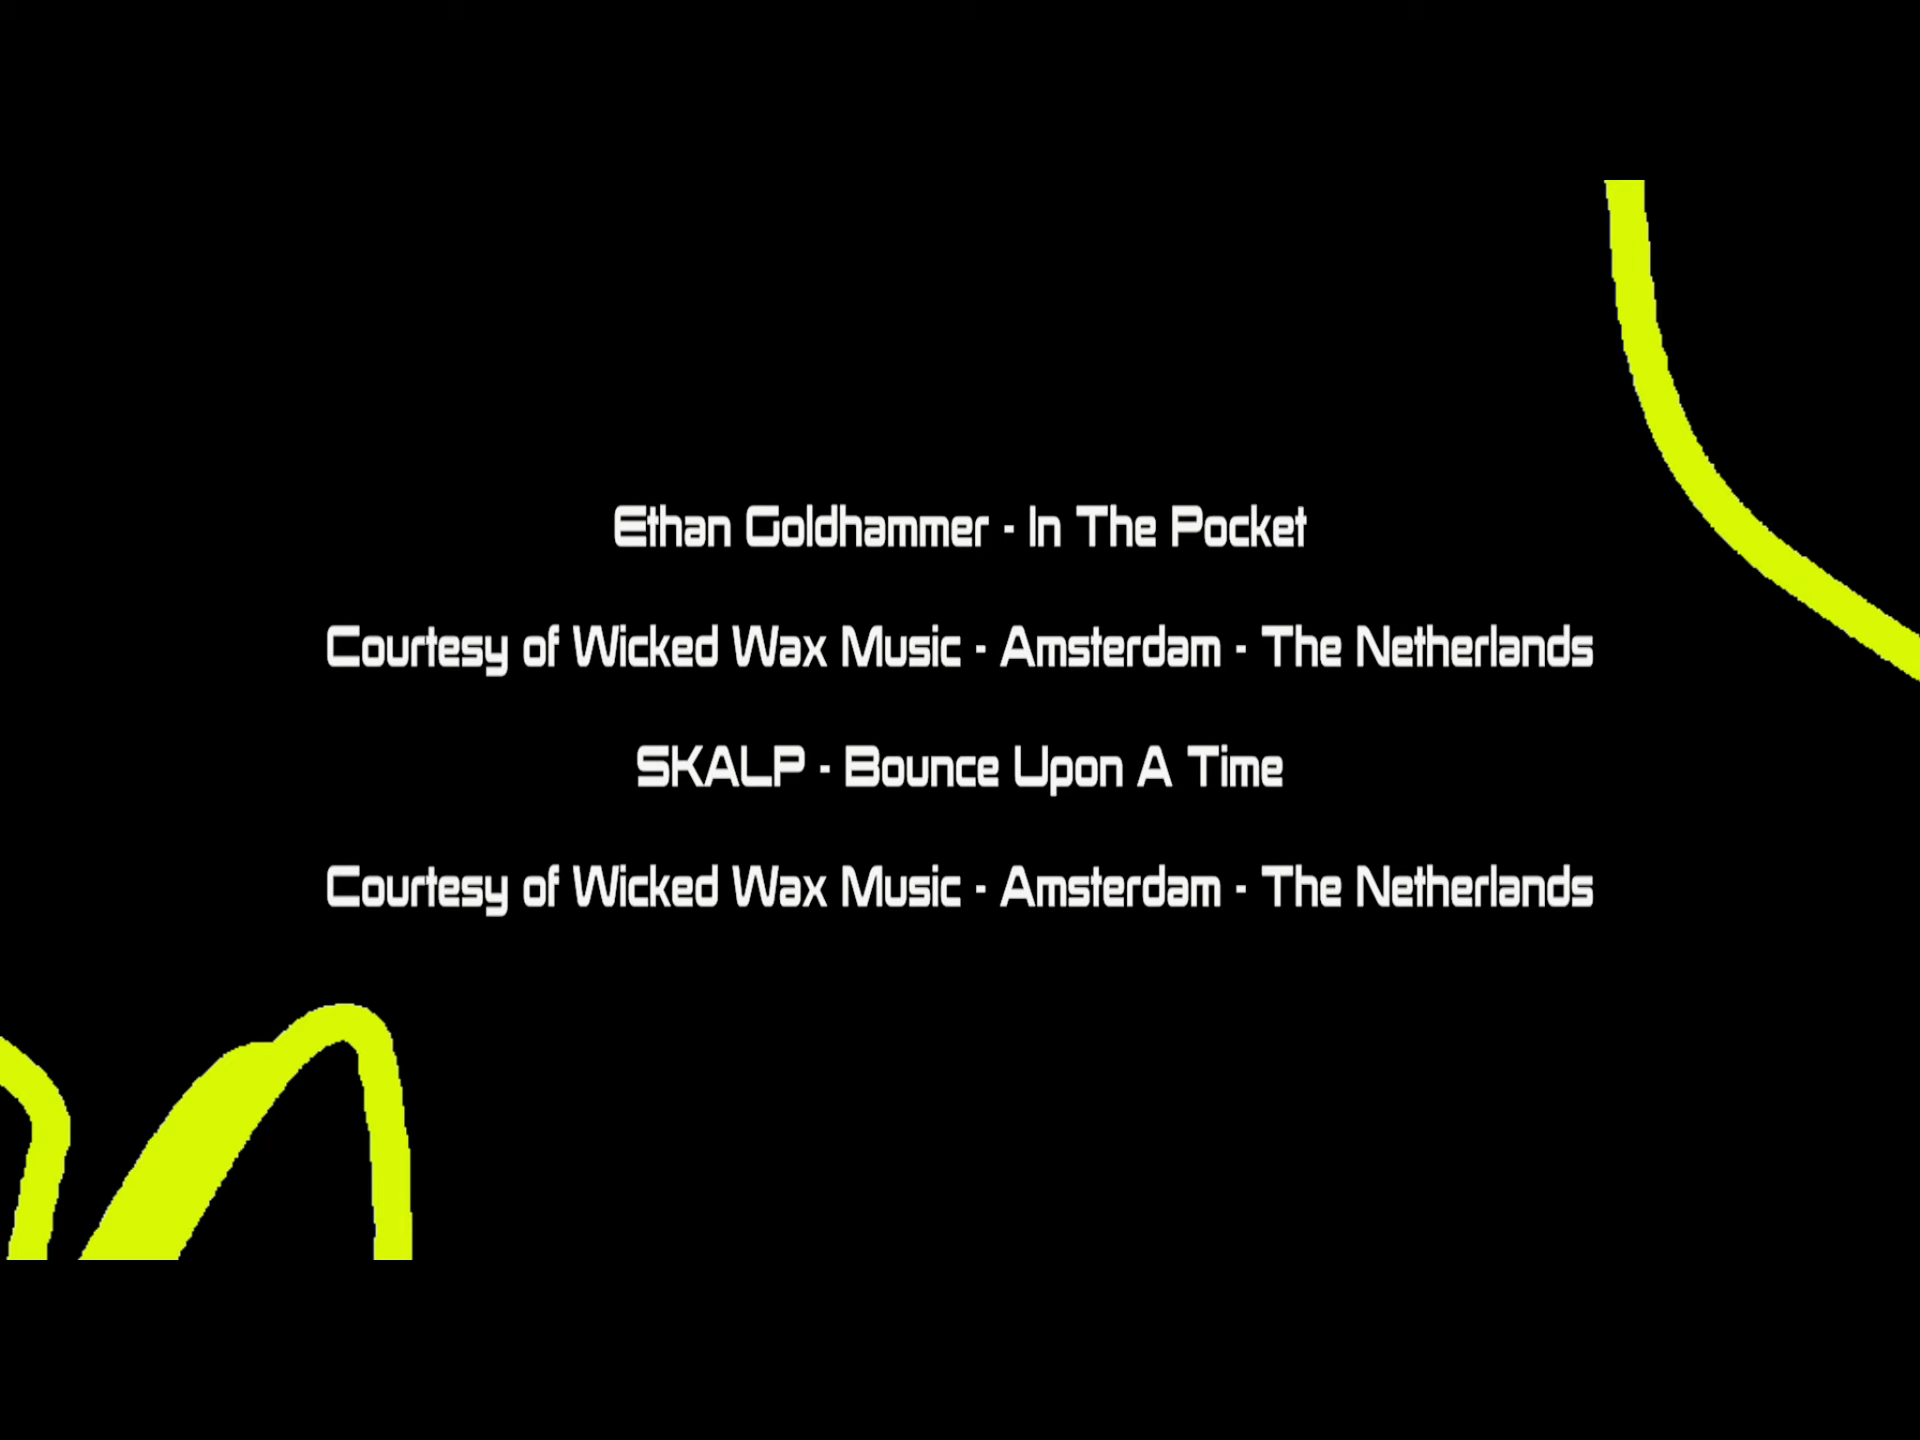 Ethan Goldhammer - In The Pocket
Courtesy of Wicked Wax Music - Amsterdam - The Netherlands
SKALP - Bounce Upon A Time
Courtesy of Wicked Wax Music - Amsterdam - The Netherlands